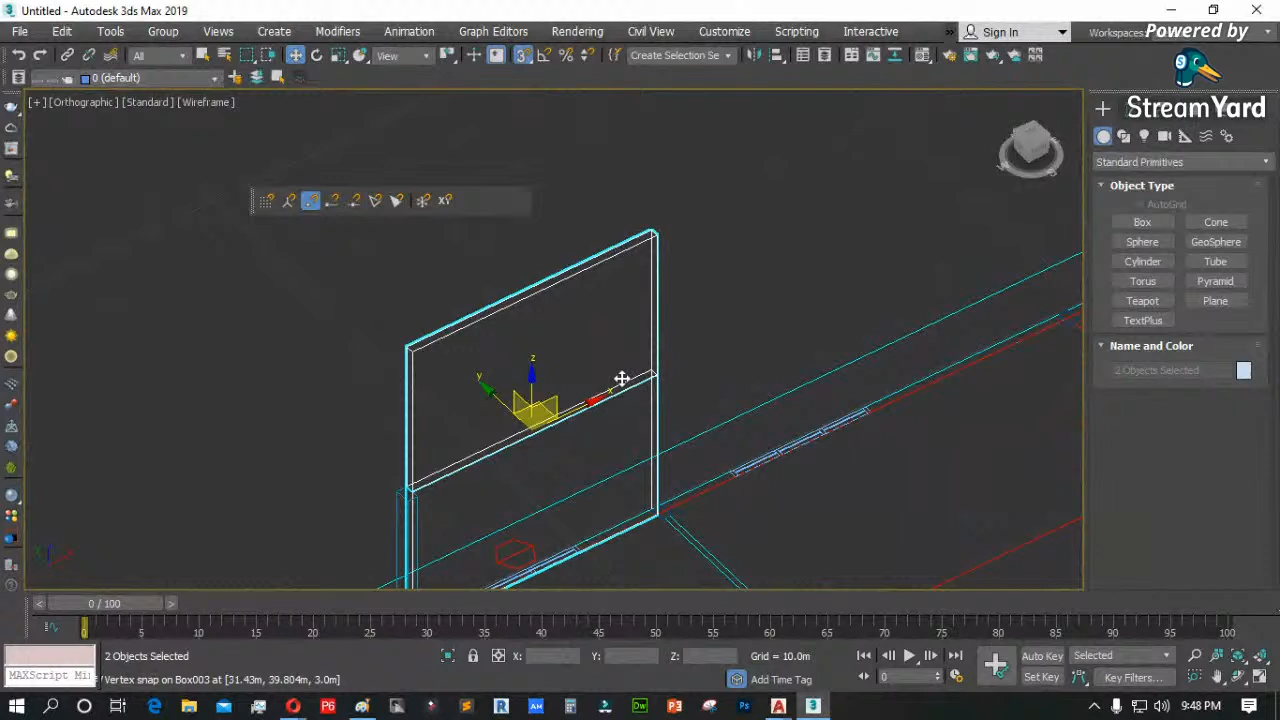 Untitled - Autodesk 3ds Max 2019
Powered by
File Edit Tools Group Views Create Modifiers Animation Graph Editors Rendering Civil View Customize Scripting Interactive Sign In Workspaces
All View Create Selection Se
0 (default)
StreamYard
[+] [Orthographic] [Standard] [Wireframe]
Standard Primitives
Object Type
AutoGrid
Box Cone
Sphere GeoSphere
Cylinder Tube
Torus Pyramid
Teapot Plane
TextPlus
Name and Color
2 Objects Selected
z
y
x
0 / 100
0 5 10 15 20 25 30 35 40 45 50 55 60 65 70 75 80 85 90 95 100
2 Objects Selected X: Y: Z: Grid = 10.0m Auto Key Selected
MAXScript Mi Vertex snap on Box003 at [31.43m, 39.804m, 3.0m] Add Time Tag 0 Set Key Key Filters...
9:48 PM